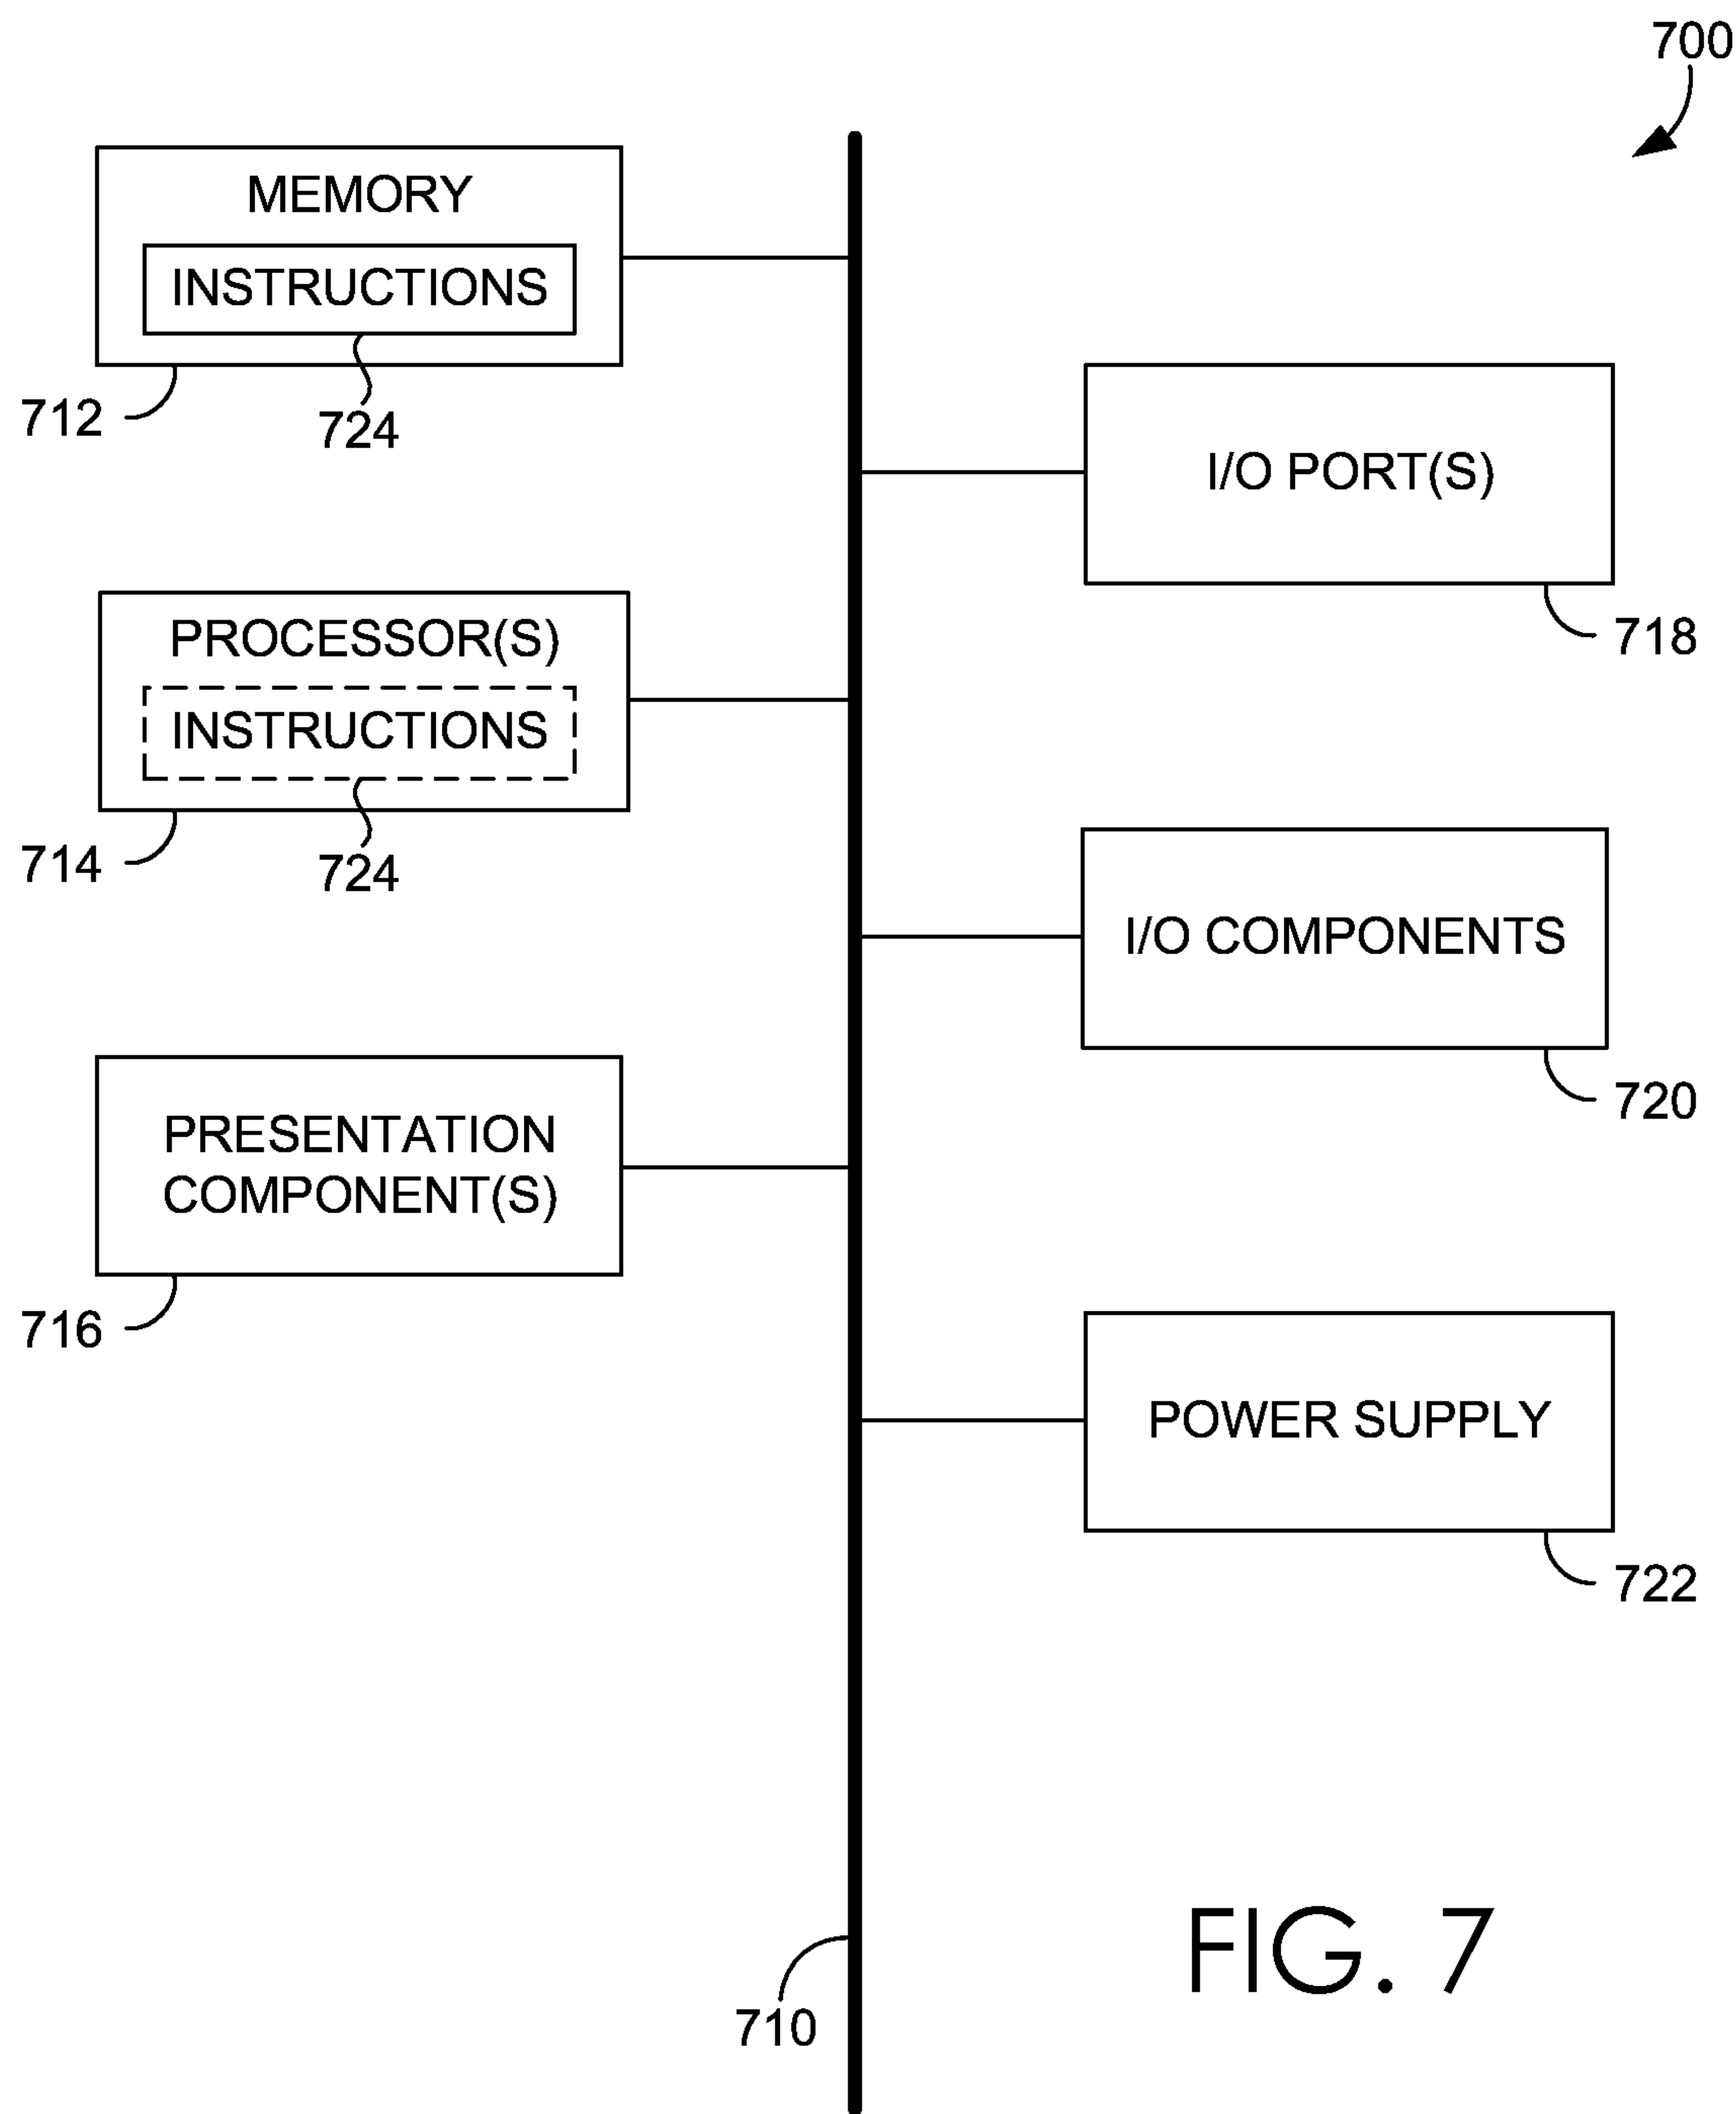 700
MEMORY
INSTRUCTIONS
712
724
I/O PORT(S)
718
PROCESSOR(S)
INSTRUCTIONS
714
724
I/O COMPONENTS
720
PRESENTATION
COMPONENT(S)
716
POWER SUPPLY
722
710
FIG. 7